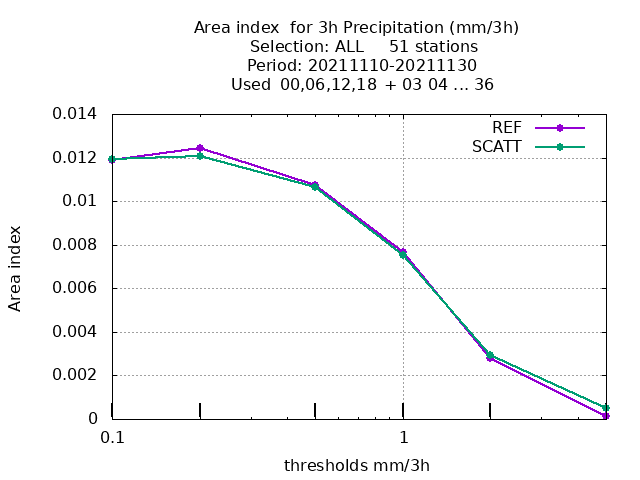 Area index  for 3h Precipitation (mm/3h)
Selection: ALL     51 stations
Period: 20211110-20211130
Used  00,06,12,18  + 03 04 ... 36
REF
SCATT
0.014
0.012
0.01
0.008
0.006
0.004
0.002
0
Area index
0.1
1
thresholds mm/3h